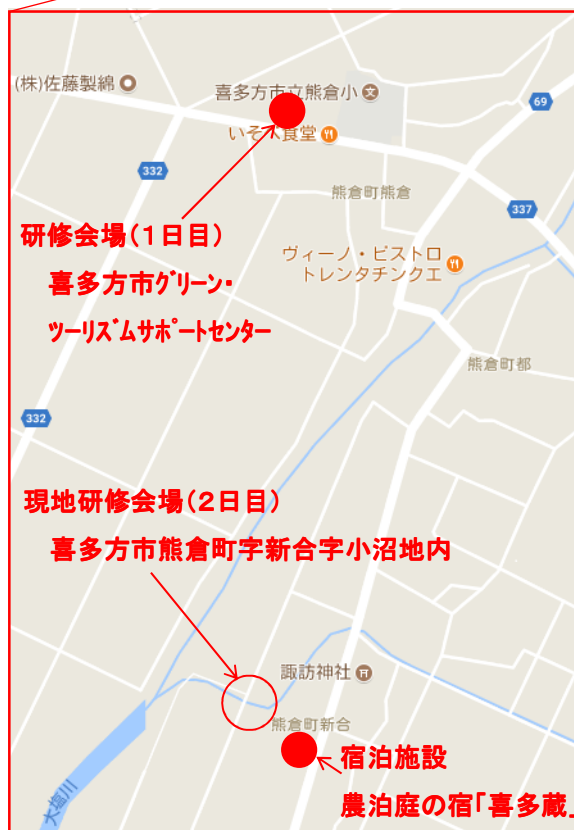 (株)佐藤製綿
喜多方市立熊倉小
69
食堂
332
熊倉町熊倉
337
研修会場(1日目)
ヴィーノ・ビストロ
トレンタチンクエ
喜多方市グリーン・
ツーリズムサポートセンター
熊倉町都
332
現地研修会場(2日目)
喜多方市熊倉町字新合字小沼地内
諏訪神社
熊倉町新合
宿泊施設
大塩川
農泊庭の宿「喜多蔵」